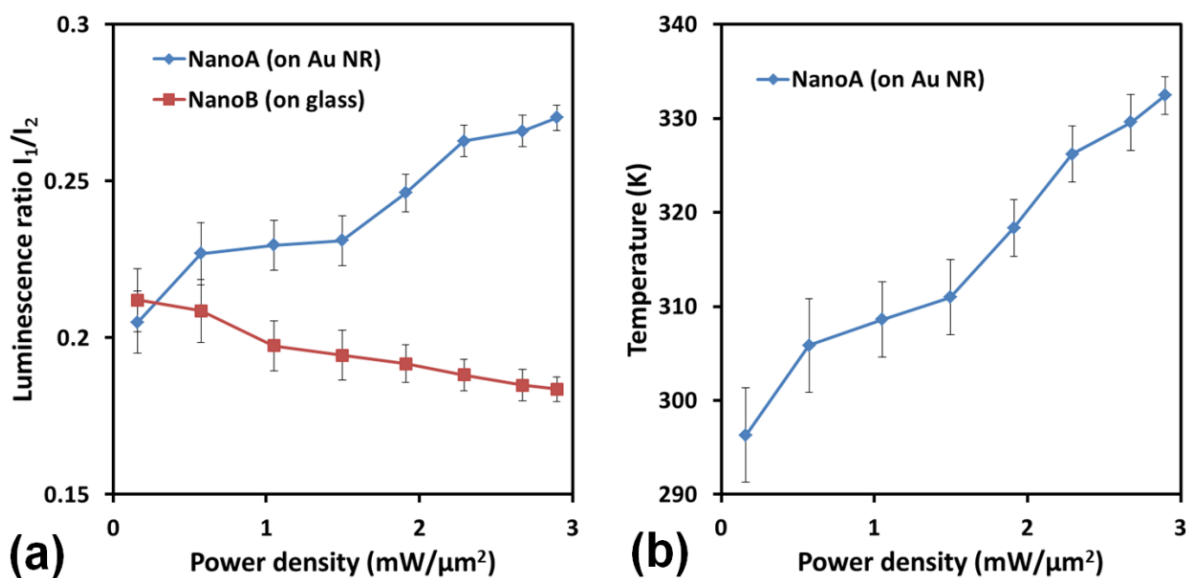 0.3
0.25
0.2
0.15
Luminescence ratio I₁/I₂
NanoA (on Au NR)
NanoB (on glass)
0 1 2 3
Power density (mW/μm²)
(a)
340
330
320
310
300
290
Temperature (K)
NanoA (on Au NR)
0 1 2 3
Power density (mW/μm²)
(b)